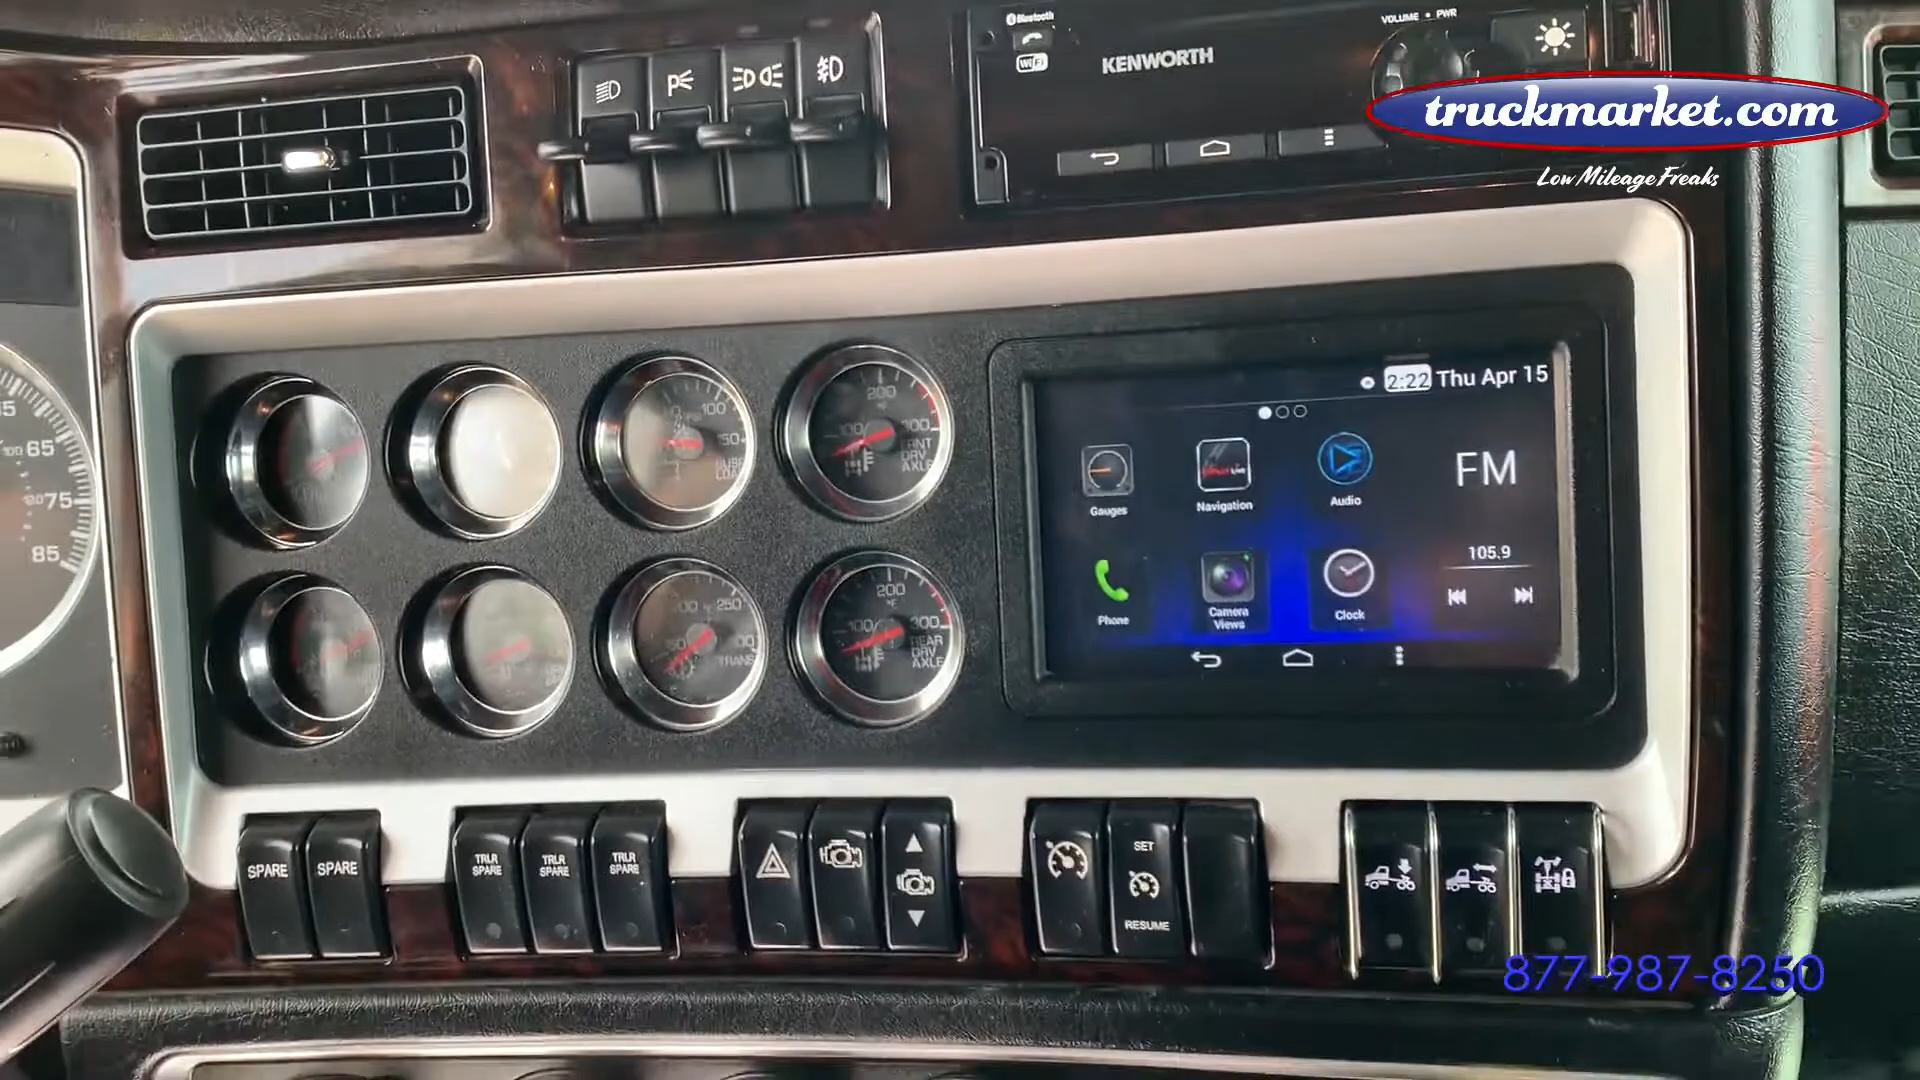 Bluetooth
WiFi
KENWORTH
VOLUME • PWR
truckmarket.com
Low Mileage Freaks
65
75
85
100
150
200
100
300
FRNT
DRV
AXLE
250
TRANS
200
100
300
REAR
DRV
AXLE
2:22 Thu Apr 15
Gauges
Navigation
Audio
FM
105.9
Phone
Camera
Views
Clock
SPARE
SPARE
TRLR
SPARE
TRLR
SPARE
TRLR
SPARE
SET
RESUME
877-987-8250